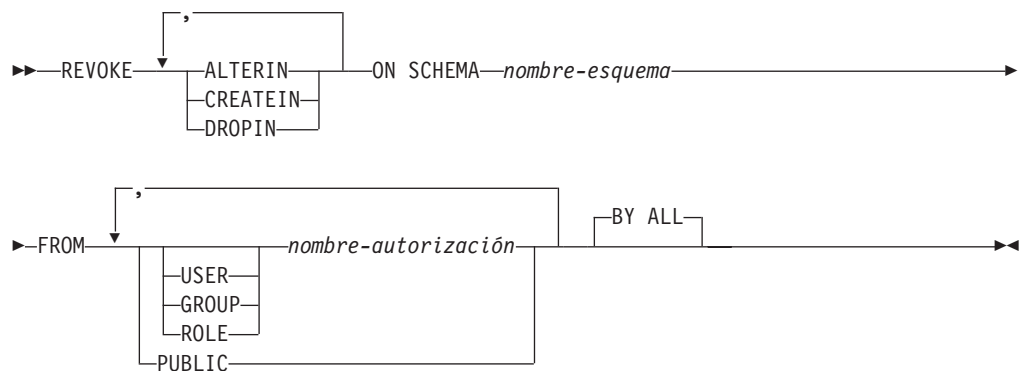 ,
REVOKE ALTERIN ON SCHEMA nombre-esquema
CREATEIN
DROPIN
,
BY ALL
FROM nombre-autorización
USER
GROUP
ROLE
PUBLIC